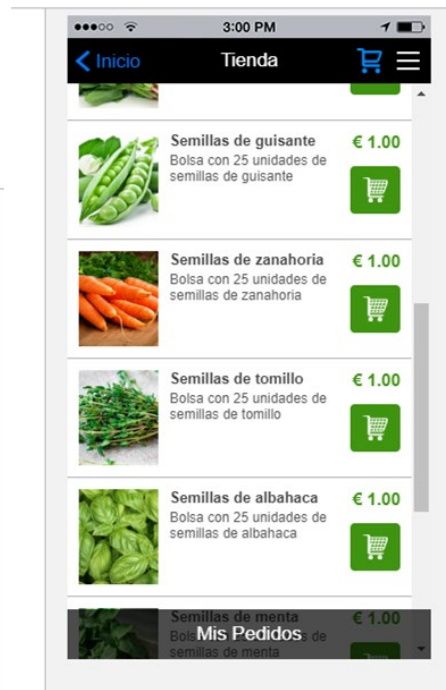 3:00 PM
Inicio
Tienda
Semillas de guisante
€ 1.00
Bolsa con 25 unidades de
semillas de guisante
Semillas de zanahoria
€ 1.00
Bolsa con 25 unidades de
semillas de zanahoria
Semillas de tomillo
€ 1.00
Bolsa con 25 unidades de
semillas de tomillo
Semillas de albahaca
€ 1.00
Bolsa con 25 unidades de
semillas de albahaca
Semillas de menta
€ 1.00
Mis Pedidos
semillas de menta